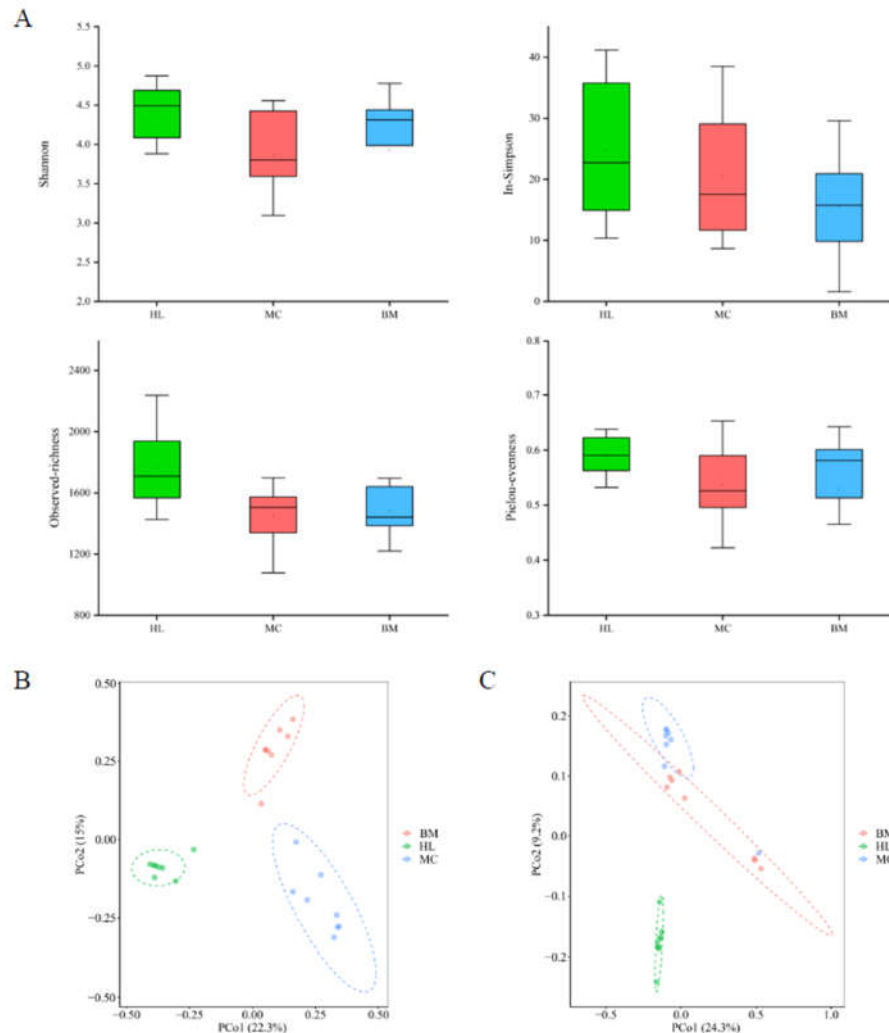 A
Shannon
5.5
5.0
4.5
4.0
3.5
3.0
2.5
2.0
HL MC BM
In-Simpson
40
30
20
10
0
HL MC BM
Observed-richness
2400
2000
1600
1200
800
HL MC BM
Pielou-evenness
0.8
0.7
0.6
0.5
0.4
0.3
HL MC BM
B
PCo2 (15%)
0.50
0.25
0.00
-0.25
-0.50
-0.50 -0.25 0.00 0.25 0.50
PCo1 (22.3%)
BM
HL
MC
C
PCo2 (9.2%)
0.2
0.1
0.0
-0.1
-0.2
-0.5 0.0 0.5 1.0
PCo1 (24.3%)
BM
HL
MC